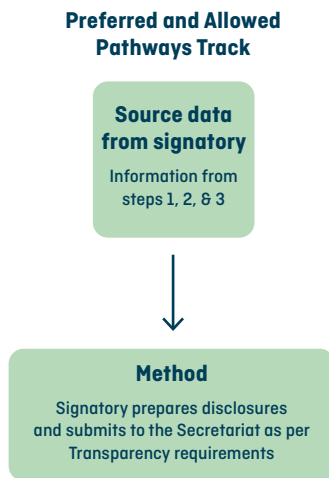 Preferred and Allowed
Pathways Track
Source data
from signatory
Information from
steps 1, 2, & 3
Method
Signatory prepares disclosures
and submits to the Secretariat as per
Transparency requirements